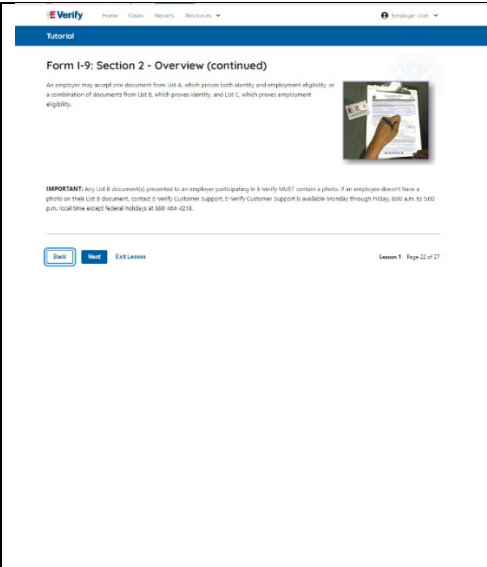 E-Verify Home Cases Reports Resources Employer User
Tutorial
Form I-9: Section 2 - Overview (continued)
An employer may accept one document from List A, which proves both identity and employment eligibility, or
a combination of documents from List B, which proves identity, and List C, which proves employment
eligibility.
IMPORTANT: Any List B document(s) presented to an employer participating in E-Verify MUST contain a photo. If an employee doesn't have a
photo on their List B document, contact E-Verify Customer Support. E-Verify Customer Support is available Monday through Friday, 8:00 a.m. to 5:00
p.m. local time except federal holidays at 888-464-4218.
Back Next Exit Lesson Lesson 1 Page 22 of 27